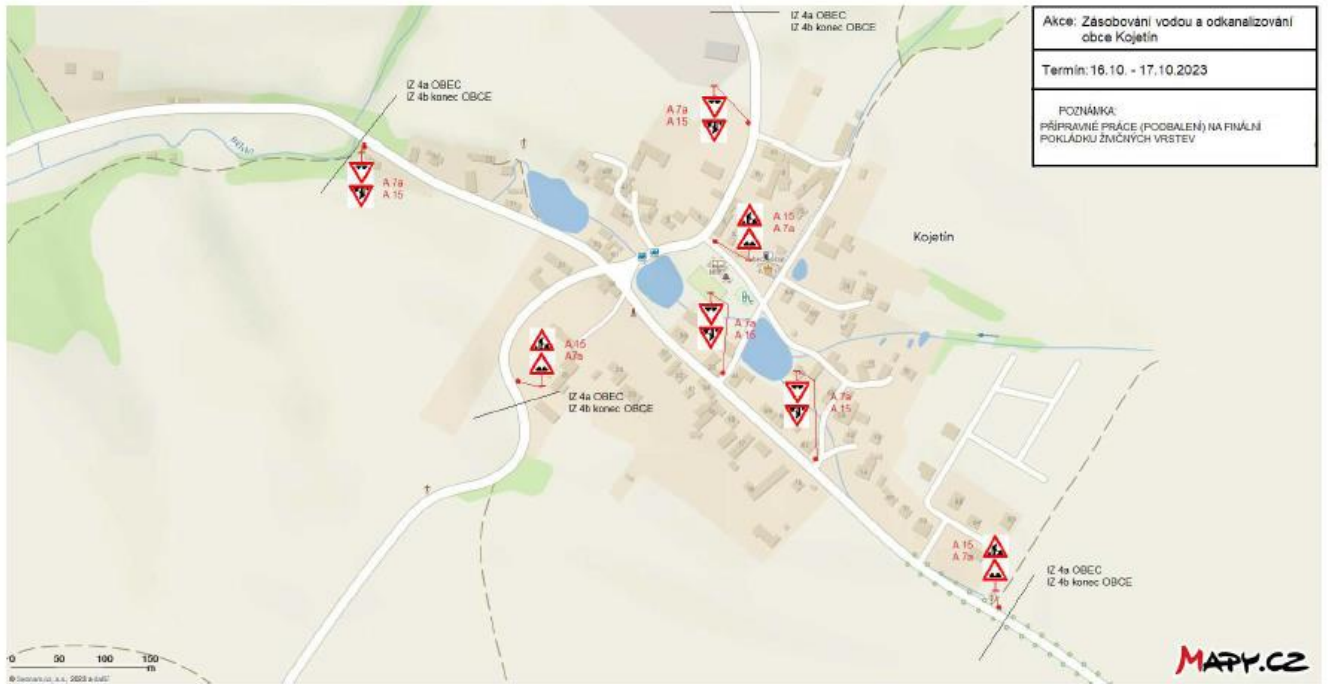 IZ 4a OBEC
IZ 4b konec OBCE
Akce: Zásobování vodou a odkanalizování
obce Kojetín
Termín: 16.10. - 17.10.2023
POZNÁMKA:
PŘÍPRAVNÉ PRÁCE (PODBALENÍ) NA FINÁLNÍ
POKLÁDKU ŽIVIČNÝCH VRSTEV
IZ 4a OBEC
IZ 4b konec OBCE
A 7a
A 15
A 7a
A 15
A 15
A 7a
Kojetín
A 7a
A 15
A 15
A7a
IZ 4a OBEC
IZ 4b konec OBCE
A 7a
A 15
A 15
A 7a
IZ 4a OBEC
IZ 4b konec OBCE
0 50 100 150
m
MAPY.CZ